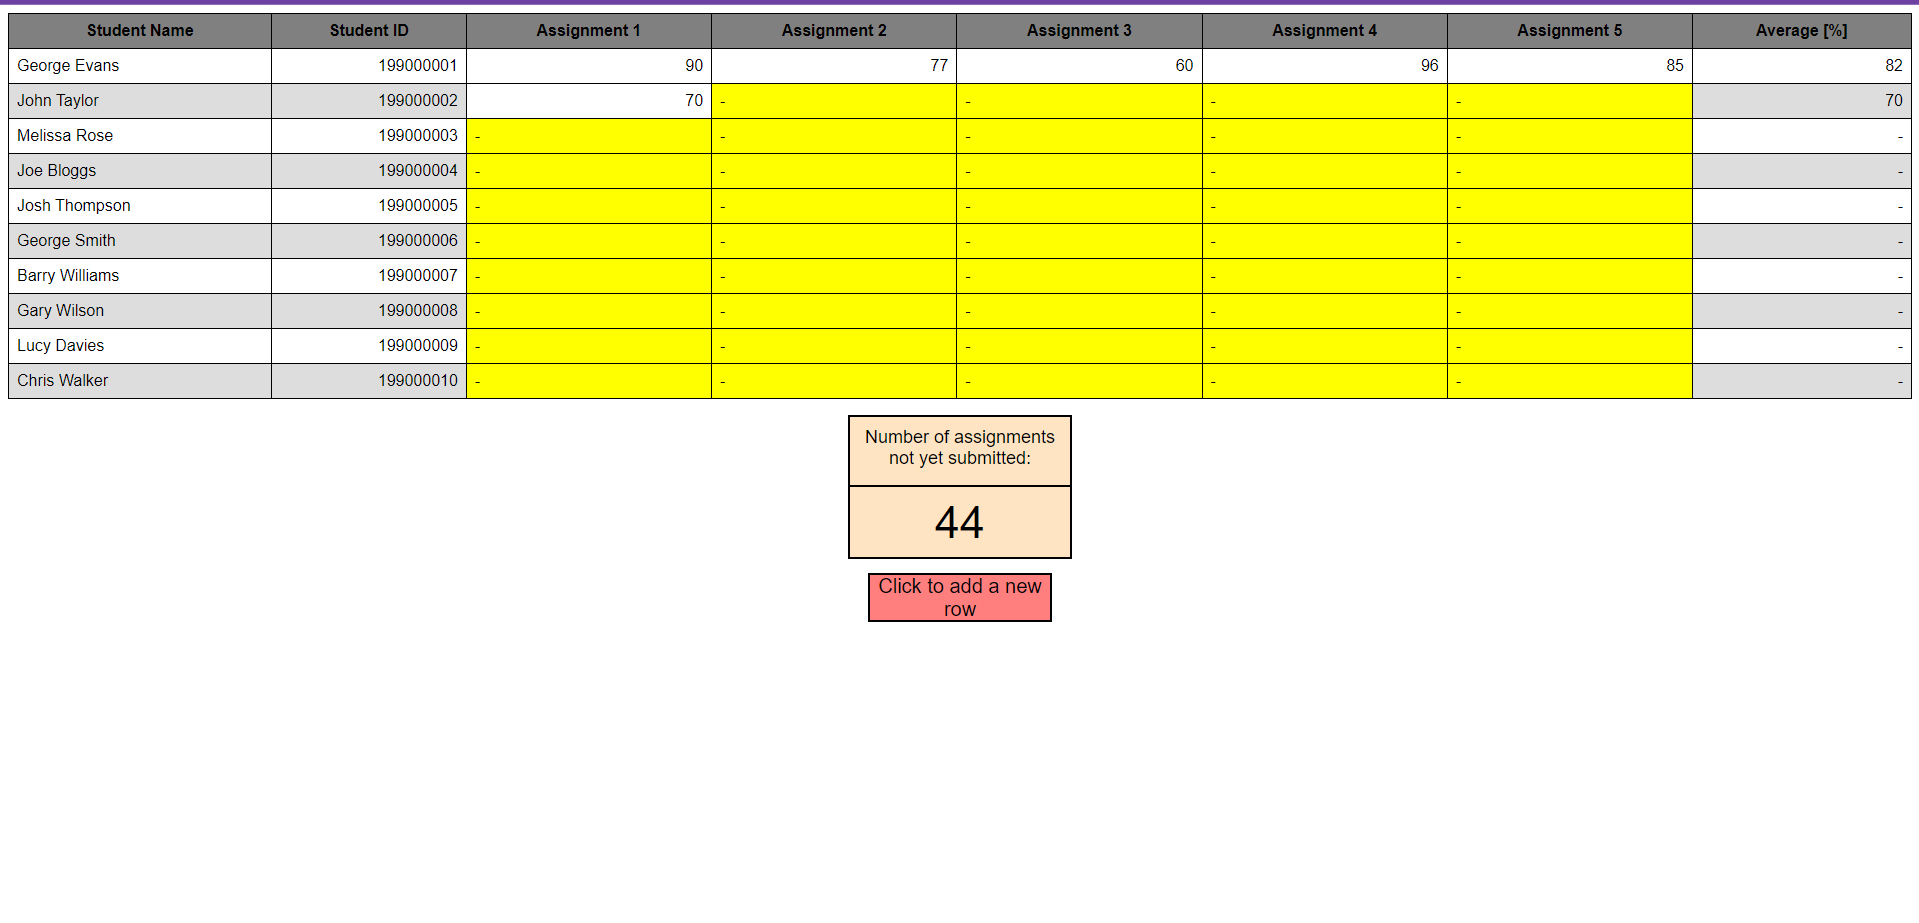 Student Name Student ID Assignment 1 Assignment 2 Assignment 3 Assignment 4 Assignment 5 Average [%]
George Evans 199000001 90 77 60 96 85 82
John Taylor 199000002 70 - - - - 70
Melissa Rose 199000003 - - - - - -
Joe Bloggs 199000004 - - - - - -
Josh Thompson 199000005 - - - - - -
George Smith 199000006 - - - - - -
Barry Williams 199000007 - - - - - -
Gary Wilson 199000008 - - - - - -
Lucy Davies 199000009 - - - - - -
Chris Walker 199000010 - - - - - -
Number of assignments
not yet submitted:
44
Click to add a new
row